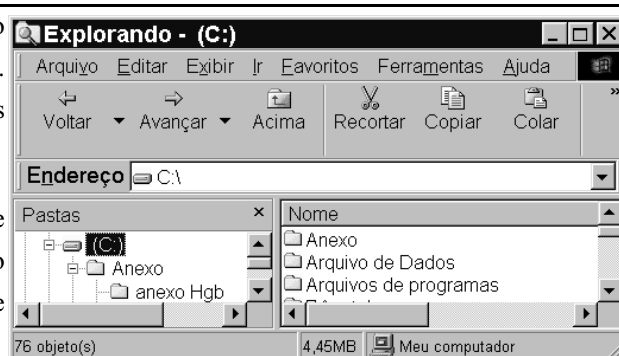 Explorando - (C:)
Arquivo Editar Exibir Ir Favoritos Ferramentas Ajuda
Voltar Avançar Acima Recortar Copiar Colar »
Endereço C:\
Pastas × Nome
(C:) Anexo
Anexo Arquivo de Dados
anexo Hgb Arquivos de programas
76 objeto(s) 4,45MB Meu computador